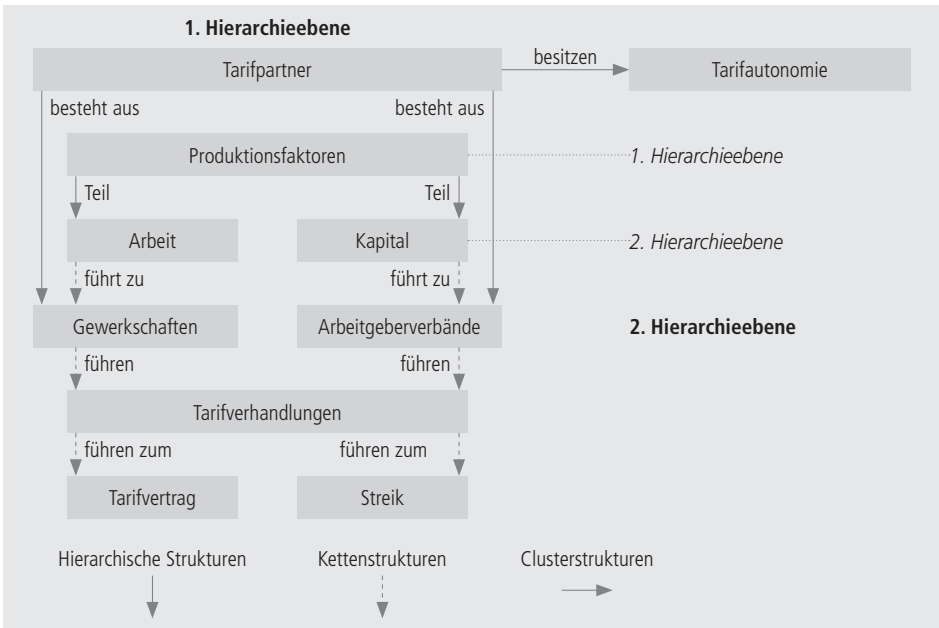 1. Hierarchieebene
Tarifpartner
besitzen
Tarifautonomie
besteht aus
besteht aus
Produktionsfaktoren
1. Hierarchieebene
Teil
Teil
Arbeit
Kapital
2. Hierarchieebene
führt zu
führt zu
Gewerkschaften
Arbeitgeberverbände
2. Hierarchieebene
führen
führen
Tarifverhandlungen
führen zum
führen zum
Tarifvertrag
Streik
Hierarchische Strukturen
Kettenstrukturen
Clusterstrukturen